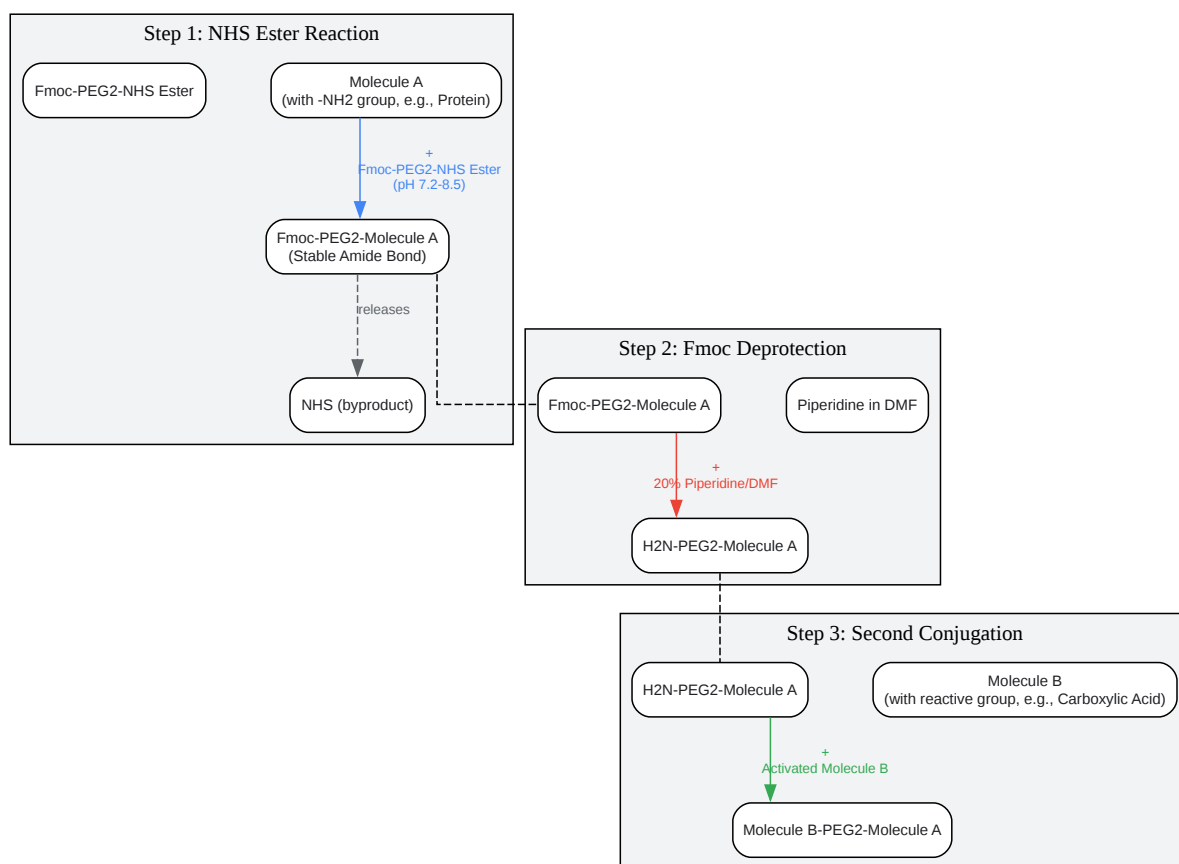 Step 1: NHS Ester Reaction
Fmoc-PEG2-NHS Ester
Molecule A
(with -NH2 group, e.g., Protein)
+
Fmoc-PEG2-NHS Ester
(pH 7.2-8.5)
Fmoc-PEG2-Molecule A
(Stable Amide Bond)
releases
NHS (byproduct)
Step 2: Fmoc Deprotection
Fmoc-PEG2-Molecule A
Piperidine in DMF
+
20% Piperidine/DMF
H2N-PEG2-Molecule A
Step 3: Second Conjugation
H2N-PEG2-Molecule A
Molecule B
(with reactive group, e.g., Carboxylic Acid)
+
Activated Molecule B
Molecule B-PEG2-Molecule A